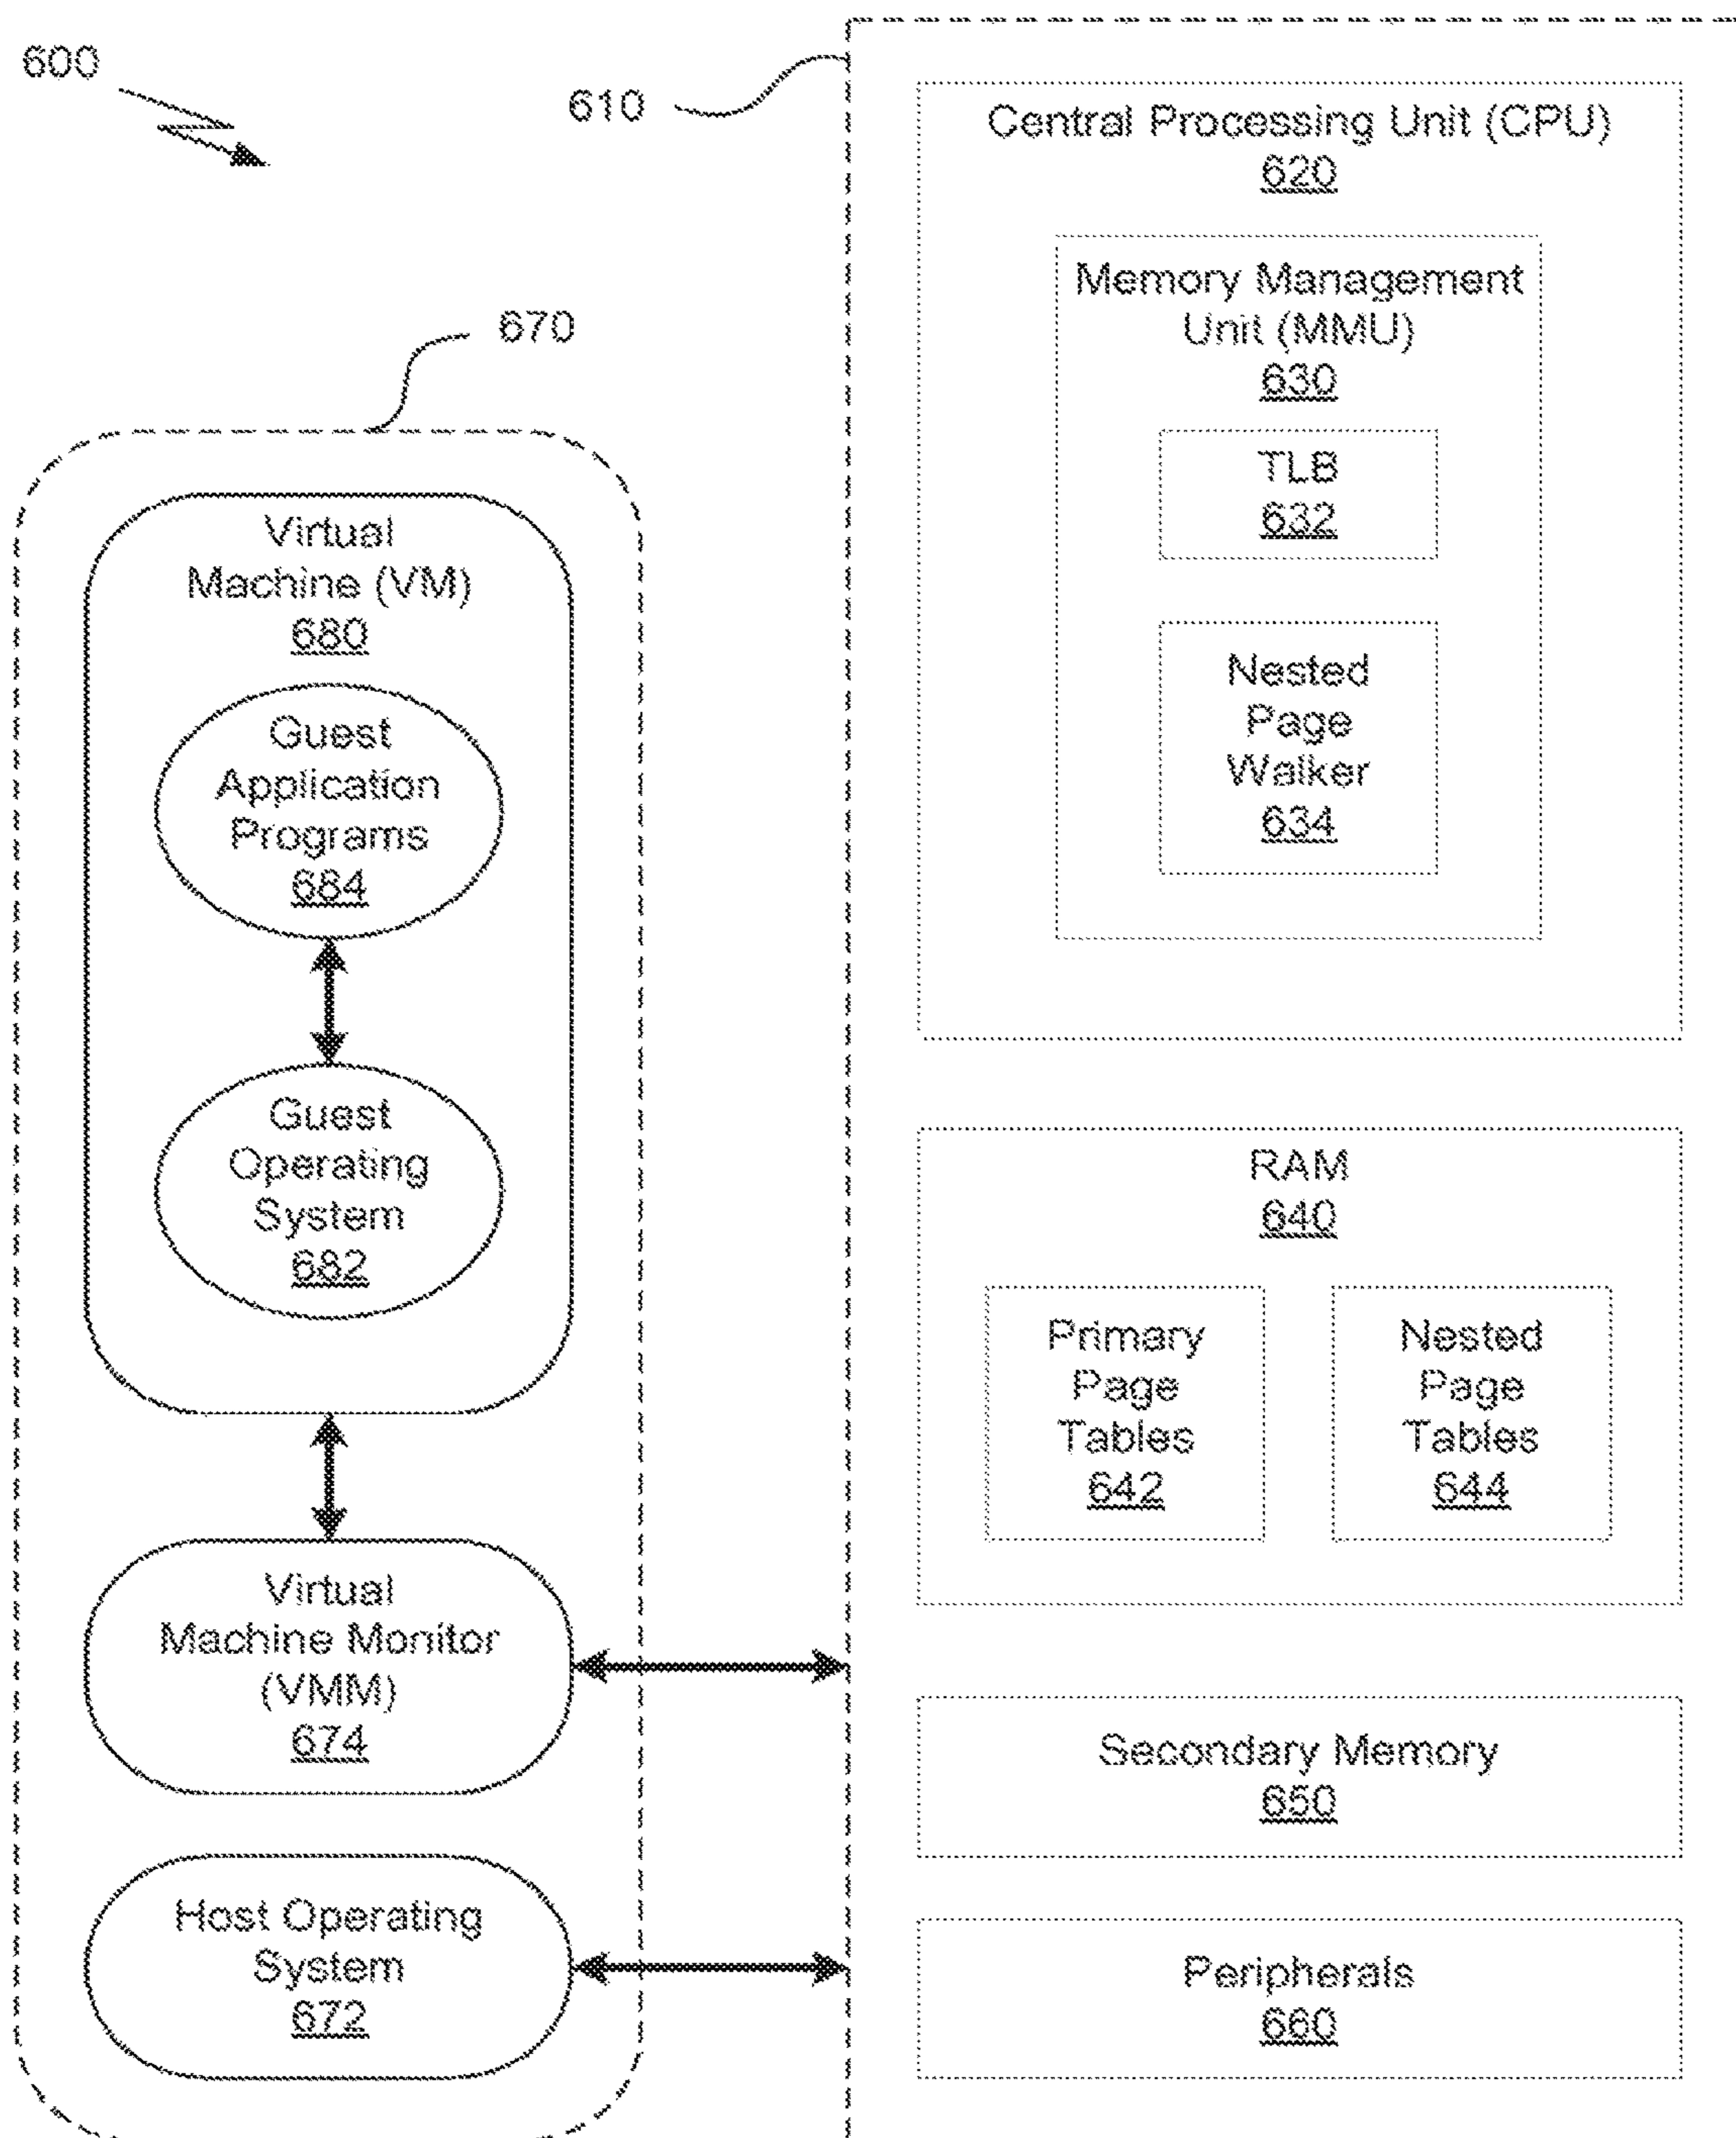 600
610
Central Processing Unit (CPU)
620
Memory Management
Unit (MMU)
630
TLB
632
Nested
Page
Walker
634
670
Virtual
Machine (VM)
680
Guest
Application
Programs
684
Guest
Operating
System
682
RAM
640
Primary
Page
Tables
642
Nested
Page
Tables
644
Virtual
Machine Monitor
(VMM)
674
Secondary Memory
650
Host Operating
System
672
Peripherals
660